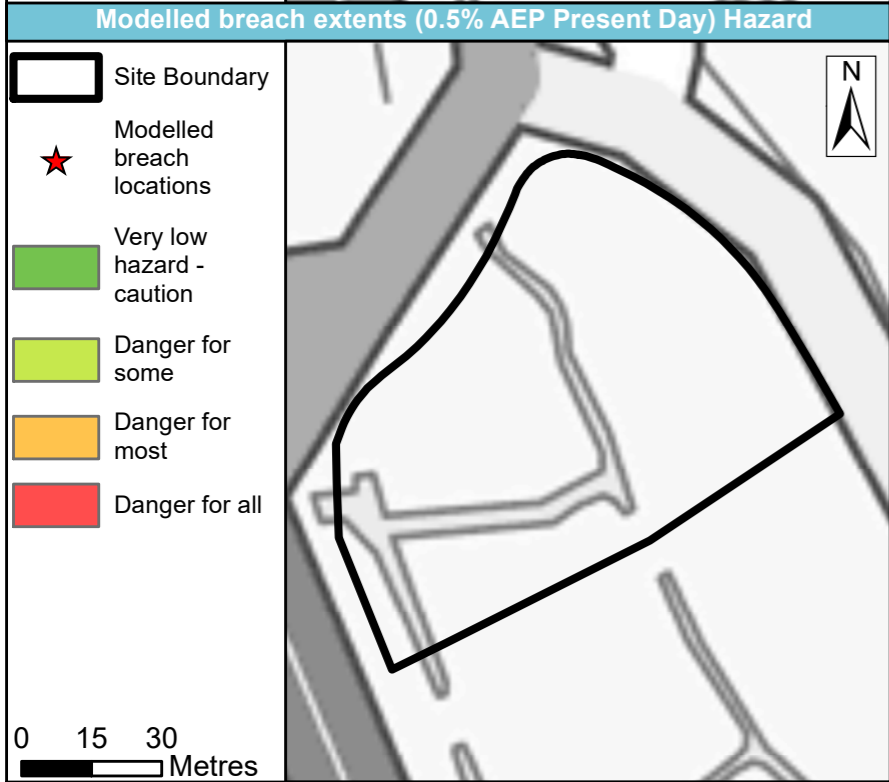 Modelled breach extents (0.5% AEP Present Day) Hazard
Site Boundary
Modelled
breach
locations
Very low
hazard -
caution
Danger for
some
Danger for
most
Danger for all
0 15 30
Metres
N